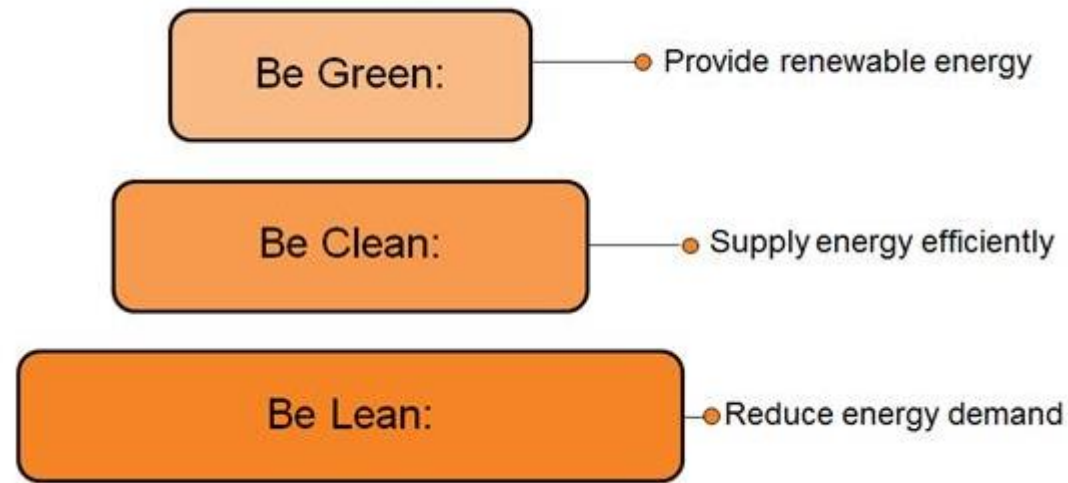 Be Green:
Provide renewable energy
Be Clean:
Supply energy efficiently
Be Lean:
Reduce energy demand